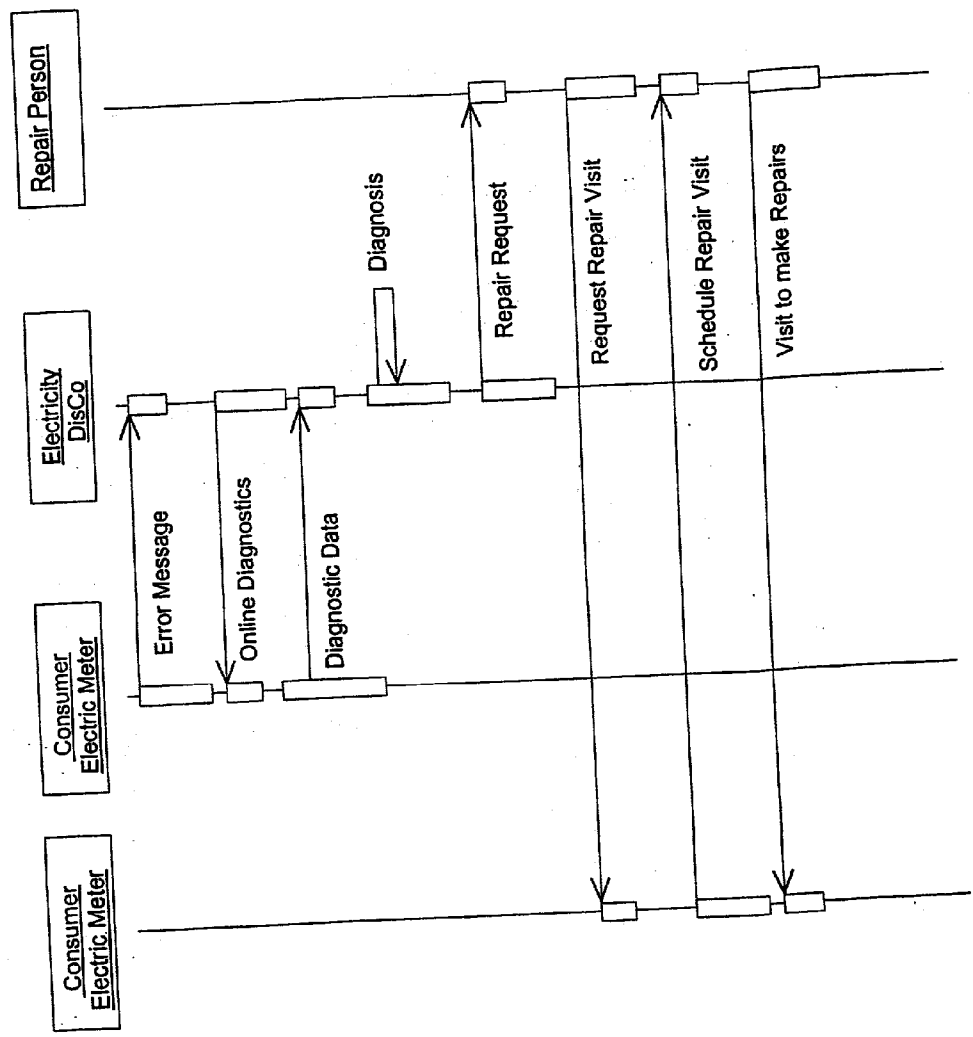 Consumer
Electric Meter
Consumer
Electric Meter
Electricity
DisCo
Repair Person
Error Message
Online Diagnostics
Diagnostic Data
Diagnosis
Repair Request
Request Repair Visit
Schedule Repair Visit
Visit to make Repairs